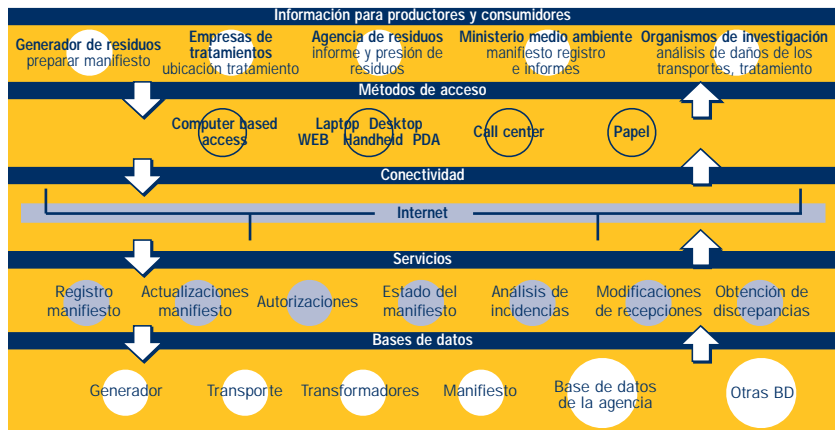 Información para productores y consumidores
Generador de residuos
preparar manifiesto
Empresas de
tratamientos
ubicación tratamiento
Agencia de residuos
informe y presión de
residuos
Ministerio medio ambiente
manifiesto registro
e informes
Organismos de investigación
análisis de daños de los
transportes, tratamiento
Métodos de acceso
Computer based
access
Laptop Desktop
WEB Handheld PDA
Call center
Papel
Conectividad
Internet
Servicios
Registro
manifiesto
Actualizaciones
manifiesto
Autorizaciones
Estado del
manifiesto
Análisis de
incidencias
Modificaciones
de recepciones
Obtención de
discrepancias
Bases de datos
Generador
Transporte
Transformadores
Manifiesto
Base de datos
de la agencia
Otras BD